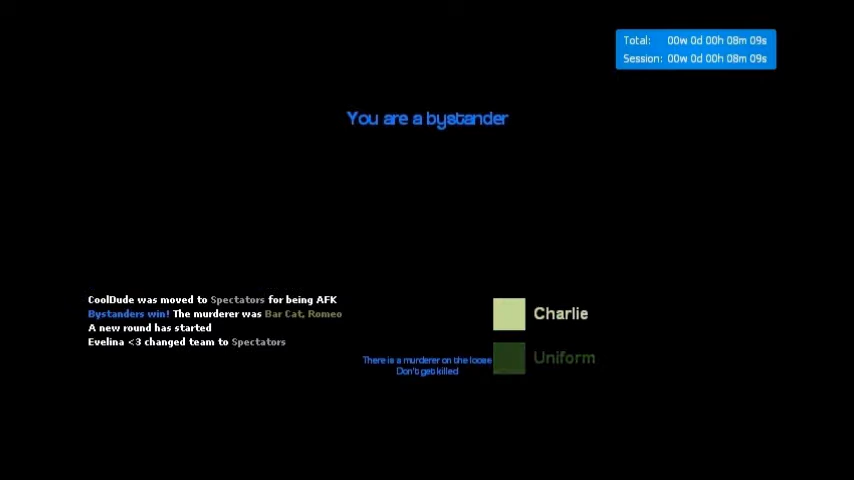 Total: 00w 0d 00h 08m 09s
Session: 00w 0d 00h 08m 09s
You are a bystander
CoolDude was moved to Spectators for being AFK
Bystanders win! The murderer was Bar Cat, Romeo
A new round has started
Evelina <3 changed team to Spectators
Charlie
Uniform
There is a murderer on the loose
Don't get killed